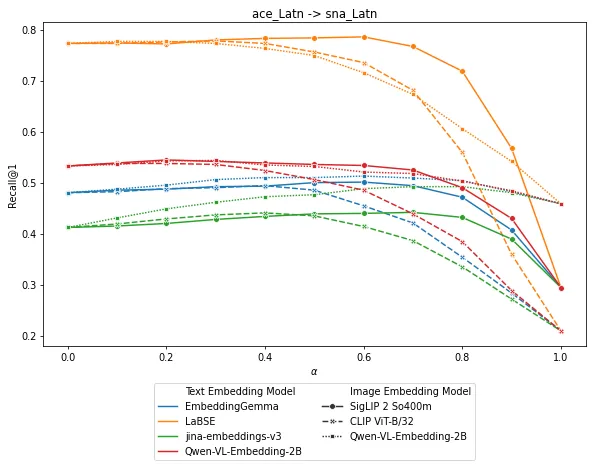 ace_Latn -> sna_Latn
0.8
0.7
0.6
0.5
0.4
0.3
0.2
Recall@1
0.0 0.2 0.4 0.6 0.8 1.0
α
Text Embedding Model Image Embedding Model
EmbeddingGemma SigLIP 2 So400m
LaBSE CLIP ViT-B/32
jina-embeddings-v3 Qwen-VL-Embedding-2B
Qwen-VL-Embedding-2B